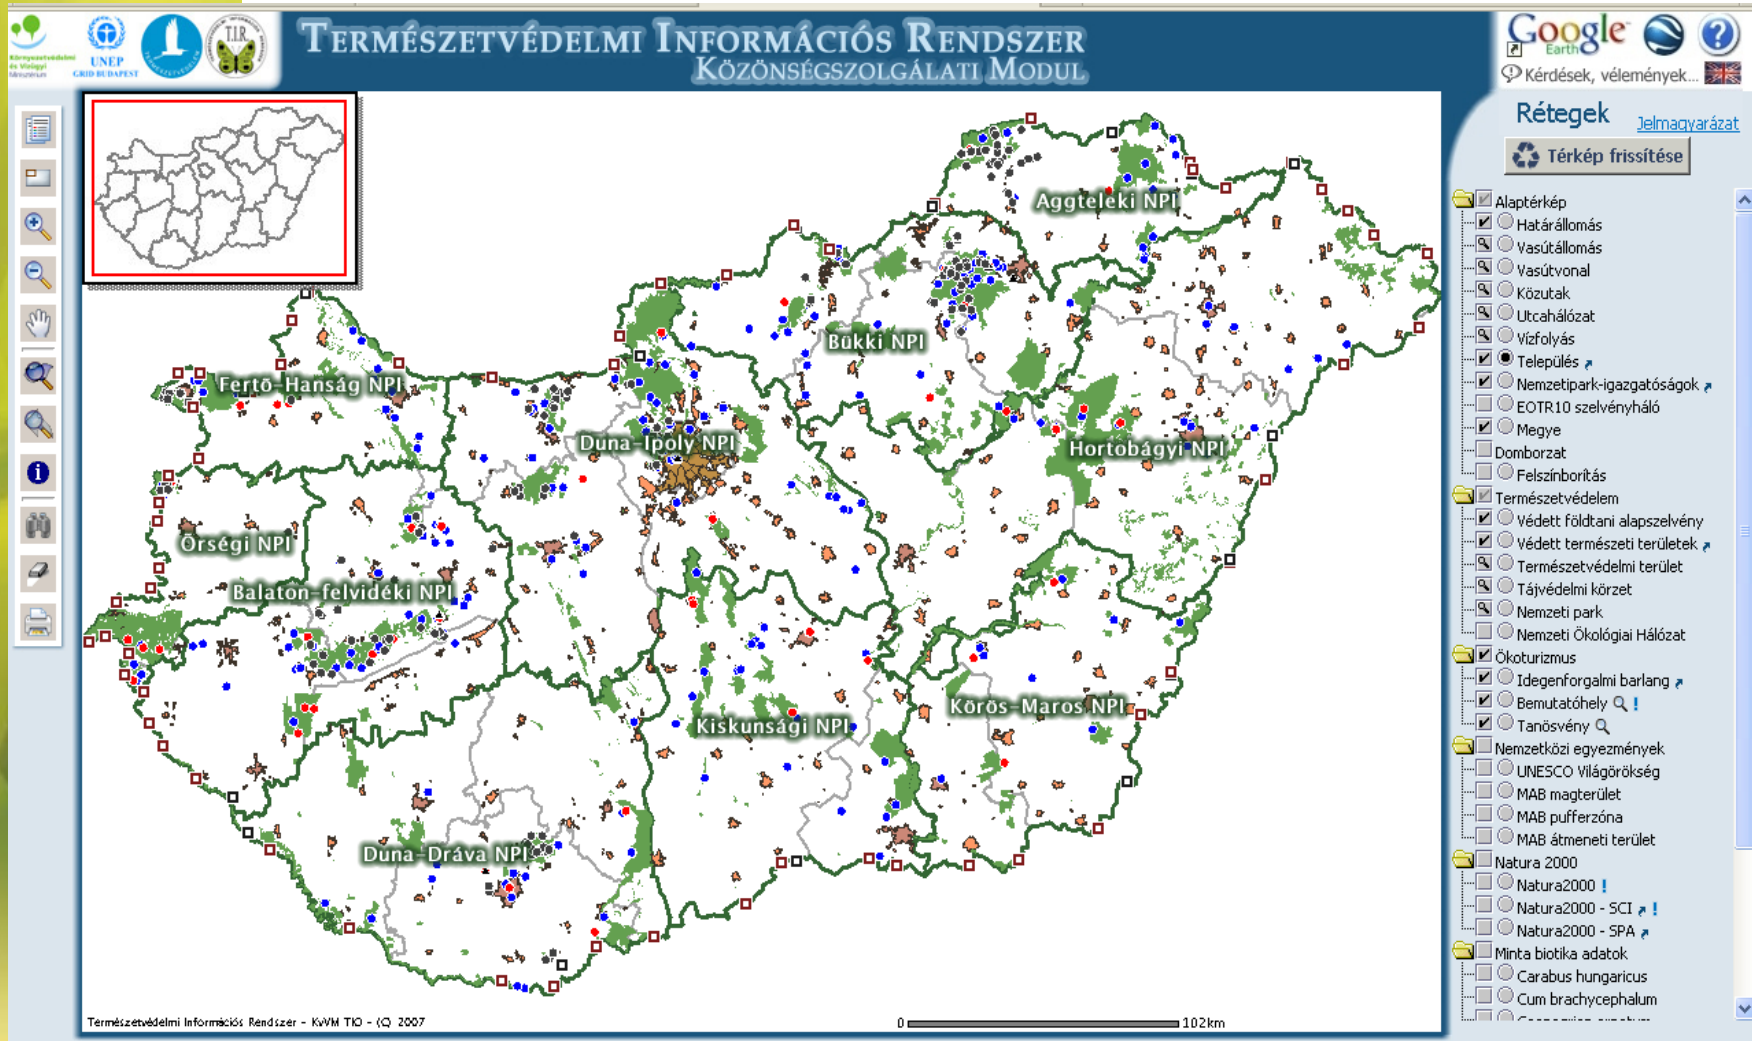 Környezetvédelmi
és Vízügyi
Minisztérium
UNEP
GRID BUDAPEST
T.I.R.
TERMÉSZETVÉDELMI INFORMÁCIÓS RENDSZER
KÖZÖNSÉGSZOLGÁLATI MODUL
Google
Earth
Kérdések, vélemények...
Rétegek
Jelmagyarázat
Térkép frissítése
Aggteleki NPI
Bükki NPI
Fertő-Hanság NPI
Duna-Ipoly NPI
Hortobágyi NPI
Őrségi NPI
Balaton-felvidéki NPI
Körös-Maros NPI
Kiskunsági NPI
Duna-Dráva NPI
Természetvédelmi Információs Rendszer - KvVM TIO - (C) 2007
0
102km
Alaptérkép
Határállomás
Vasútállomás
Vasútvonal
Közutak
Utcahálózat
Vízfolyás
Település
Nemzetipark-igazgatóságok
EOTR10 szelvényháló
Megye
Domborzat
Felszínborítás
Természetvédelem
Védett földtani alapszelvény
Védett természeti területek
Természetvédelmi terület
Tájvédelmi körzet
Nemzeti park
Nemzeti Ökológiai Hálózat
Ökoturizmus
Idegenforgalmi barlang
Bemutatóhely !
Tanösvény
Nemzetközi egyezmények
UNESCO Világörökség
MAB magterület
MAB pufferzóna
MAB átmeneti terület
Natura 2000
Natura2000 !
Natura2000 - SCI !
Natura2000 - SPA
Minta biotika adatok
Carabus hungaricus
Cum brachycephalum